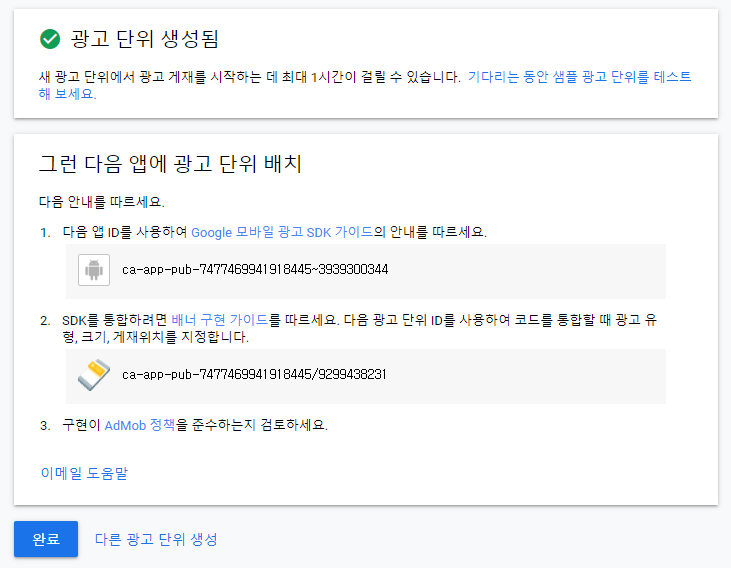 광고 단위 생성됨
새 광고 단위에서 광고 게재를 시작하는 데 최대 1시간이 걸릴 수 있습니다. 기다리는 동안 샘플 광고 단위를 테스트
해 보세요.
그런 다음 앱에 광고 단위 배치
다음 안내를 따르세요.
1. 다음 앱 ID를 사용하여 Google 모바일 광고 SDK 가이드의 안내를 따르세요.
ca-app-pub-7477469941918445~3939300344
2. SDK를 통합하려면 배너 구현 가이드를 따르세요. 다음 광고 단위 ID를 사용하여 코드를 통합할 때 광고 유
형, 크기, 게재위치를 지정합니다.
ca-app-pub-7477469941918445/9299438231
3. 구현이 AdMob 정책을 준수하는지 검토하세요.
이메일 도움말
완료 다른 광고 단위 생성